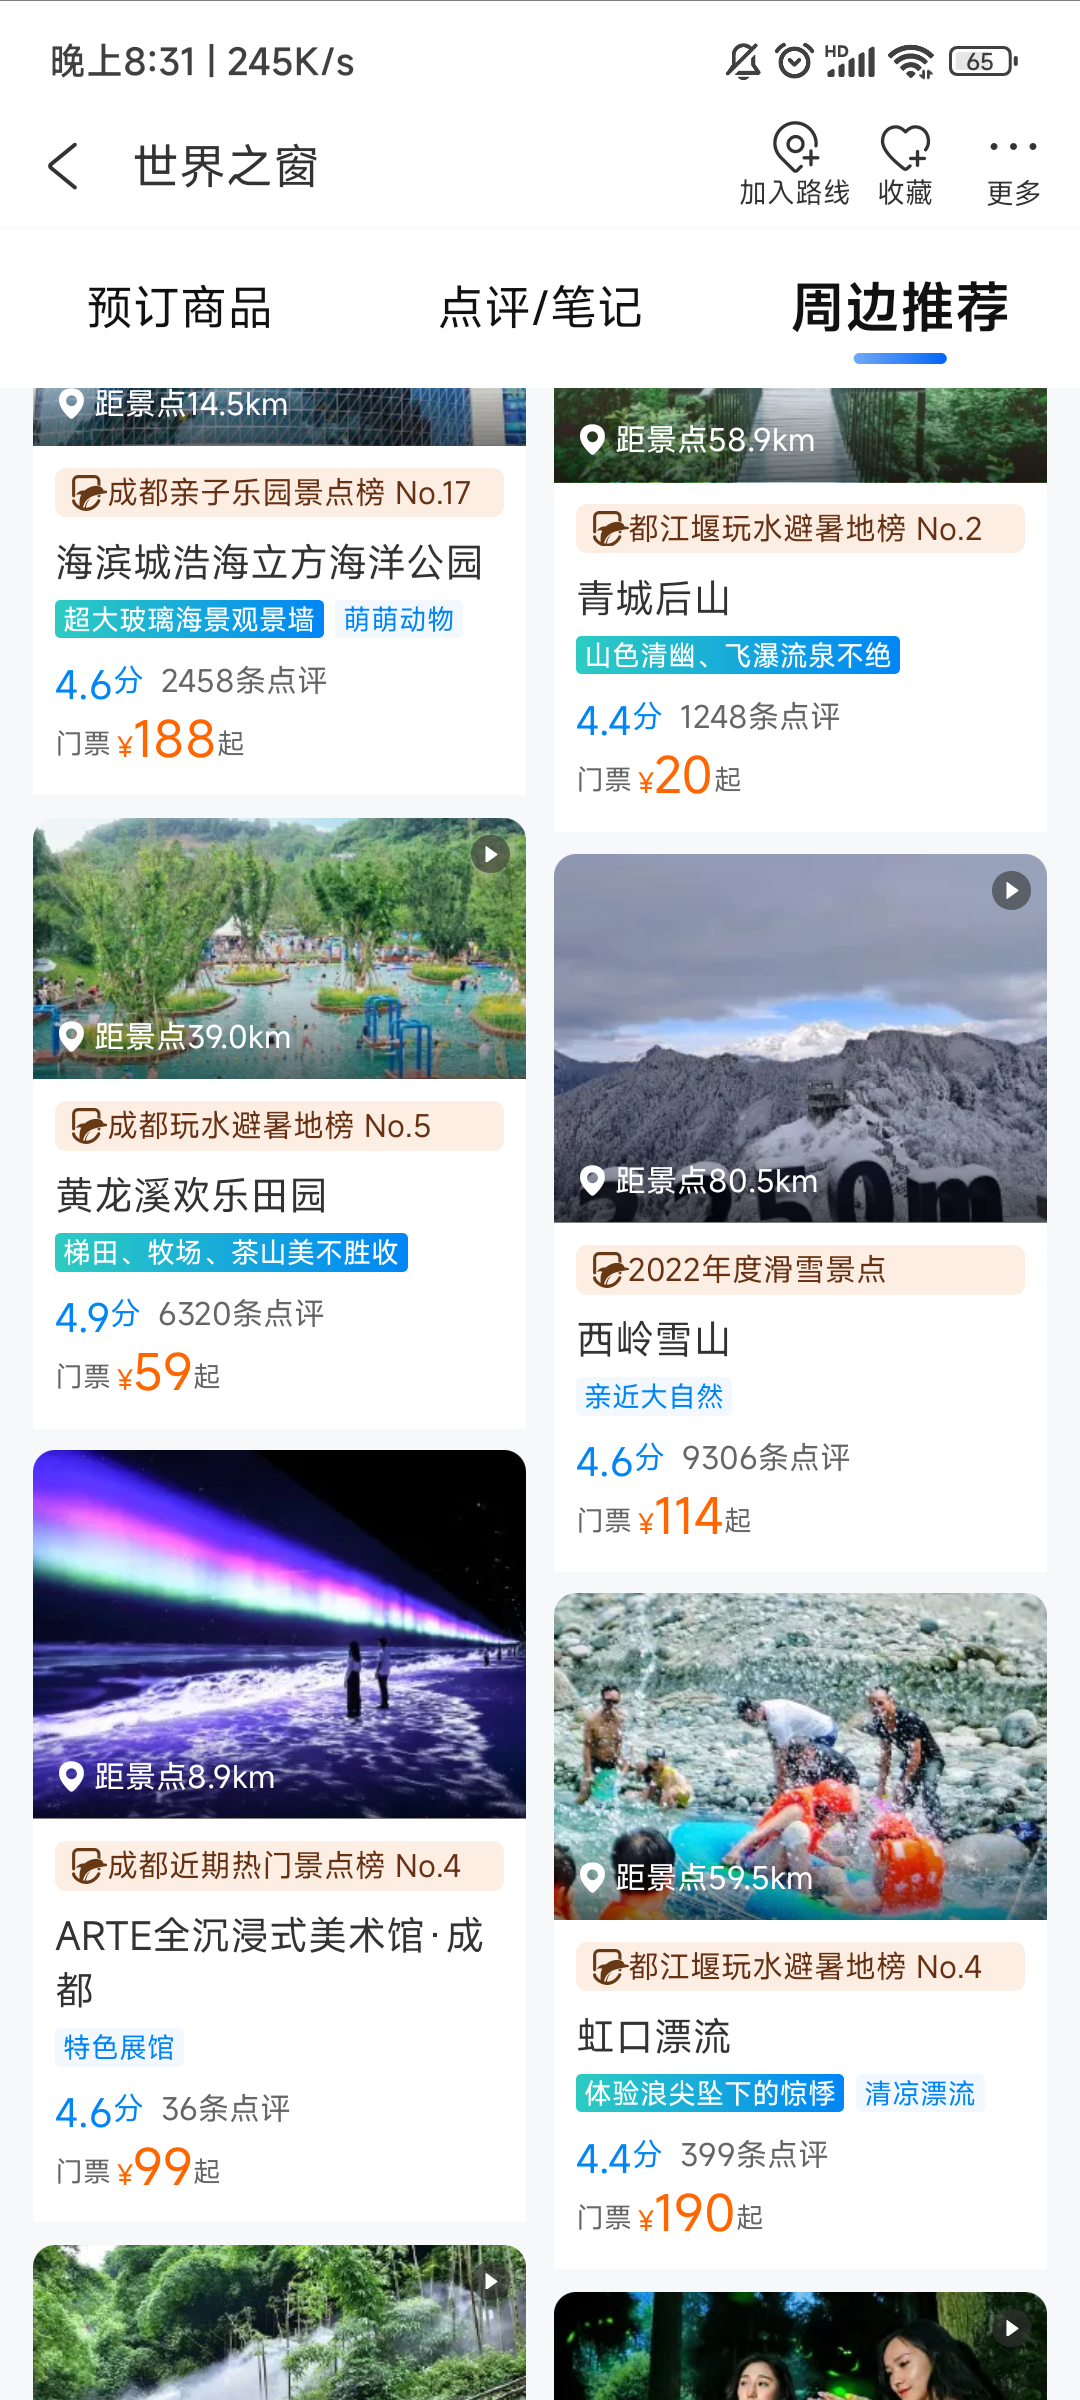 晚上8:31 | 245K/s
HD
65
世界之窗
加入路线
收藏
更多
预订商品
点评/笔记
周边推荐
距景点14.5km
成都亲子乐园景点榜 No.17
海滨城浩海立方海洋公园
超大玻璃海景观景墙
萌萌动物
4.6分 2458条点评
门票 ¥188起
距景点58.9km
都江堰玩水避暑地榜 No.2
青城后山
山色清幽、飞瀑流泉不绝
4.4分 1248条点评
门票 ¥20起
距景点39.0km
成都玩水避暑地榜 No.5
黄龙溪欢乐田园
梯田、牧场、茶山美不胜收
4.9分 6320条点评
门票 ¥59起
距景点80.5km
2022年度滑雪景点
西岭雪山
亲近大自然
4.6分 9306条点评
门票 ¥114起
距景点8.9km
成都近期热门景点榜 No.4
ARTE全沉浸式美术馆·成
都
特色展馆
4.6分 36条点评
门票 ¥99起
距景点59.5km
都江堰玩水避暑地榜 No.4
虹口漂流
体验浪尖坠下的惊悸
清凉漂流
4.4分 399条点评
门票 ¥190起